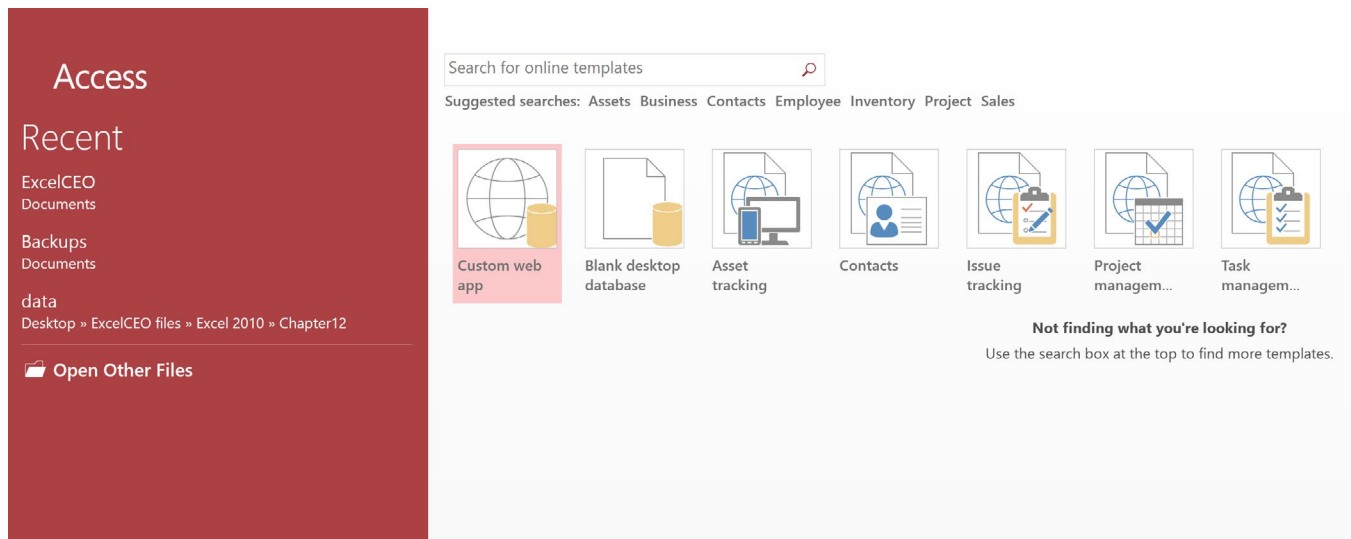 Access
Recent
ExcelCEO
Documents
Backups
Documents
data
Desktop » ExcelCEO files » Excel 2010 » Chapter12
Open Other Files
Search for online templates
Suggested searches: Assets Business Contacts Employee Inventory Project Sales
Custom web
app
Blank desktop
database
Asset
tracking
Contacts
Issue
tracking
Project
managem...
Task
managem...
Not finding what you're looking for?
Use the search box at the top to find more templates.